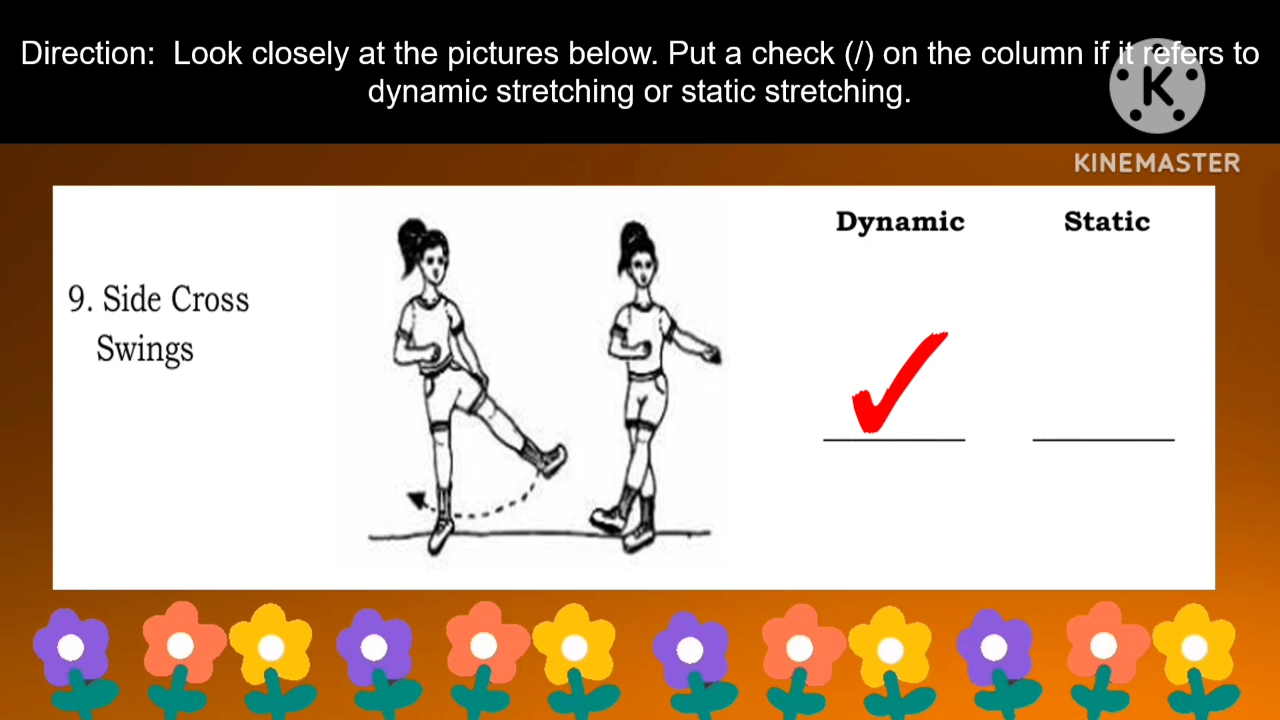 Direction:  Look closely at the pictures below. Put a check (/) on the column if it refers to
dynamic stretching or static stretching.
K
KINEMASTER
Dynamic Static
9. Side Cross
Swings